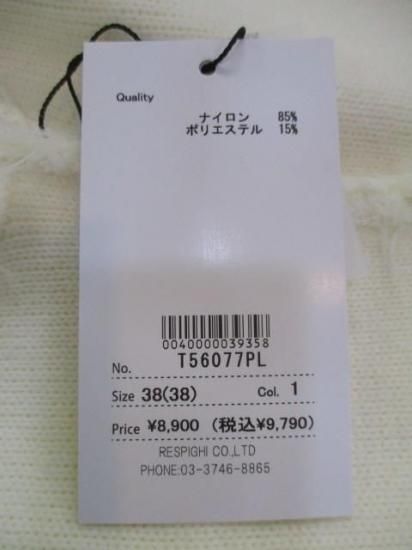 Quality
ナイロン 85%
ポリエステル 15%
0040000039358
No. T56077PL
Size 38(38) Col. 1
Price ¥8,900 (税込¥9,790)
RESPIGHI CO.,LTD
PHONE:03-3746-8865